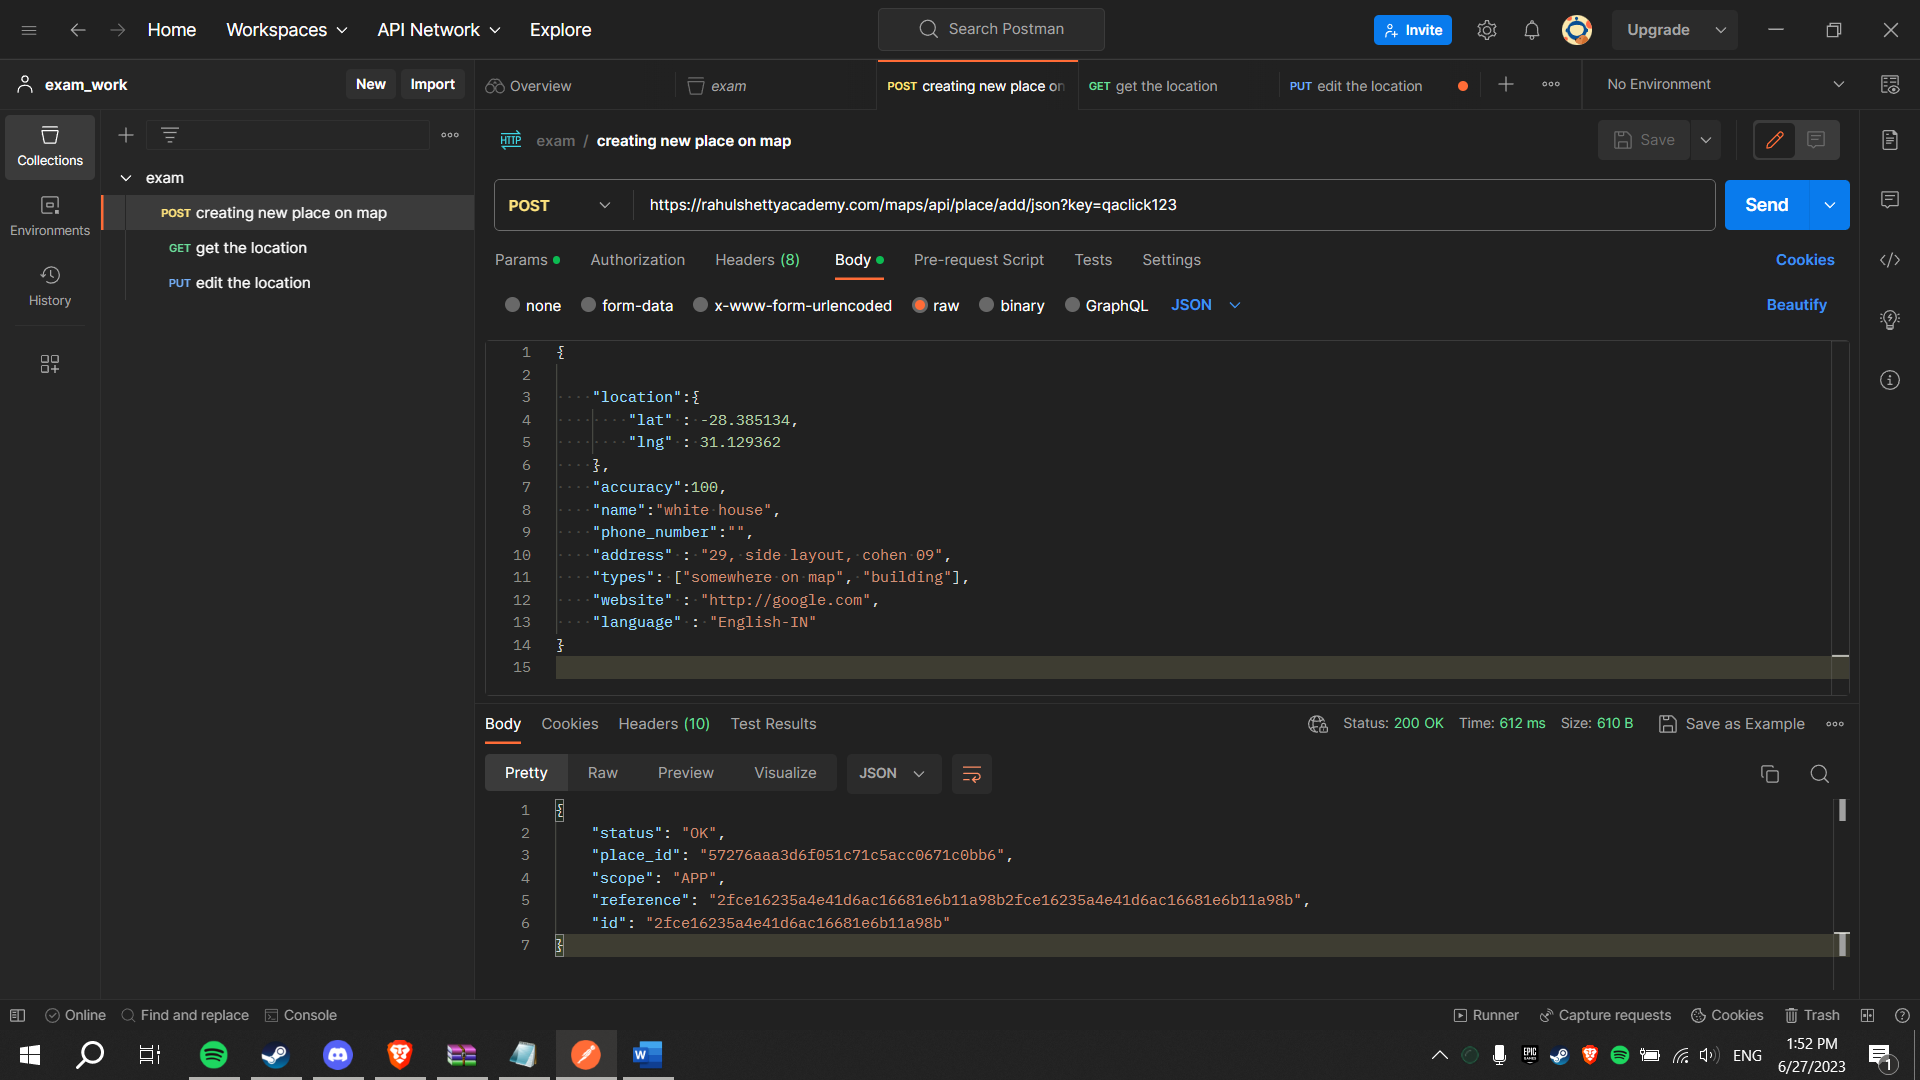 Home Workspaces API Network Explore Search Postman Invite Upgrade
exam_work New Import Overview exam POST creating new place on GET get the location PUT edit the location No Environment
Collections
Environments
History
exam
POST creating new place on map
GET get the location
PUT edit the location
HTTP exam / creating new place on map Save
POST https://rahulshettyacademy.com/maps/api/place/add/json?key=qaclick123 Send
Params Authorization Headers (8) Body Pre-request Script Tests Settings Cookies
none form-data x-www-form-urlencoded raw binary GraphQL JSON Beautify
1 {
2
3 "location":{
4 "lat" : -28.385134,
5 "lng" : 31.129362
6 },
7 "accuracy":100,
8 "name":"white house",
9 "phone_number":"",
10 "address" : "29, side layout, cohen 09",
11 "types": ["somewhere on map", "building"],
12 "website" : "http://google.com",
13 "language" : "English-IN"
14 }
15
Body Cookies Headers (10) Test Results Status: 200 OK Time: 612 ms Size: 610 B Save as Example
Pretty Raw Preview Visualize JSON
1 {
2 "status": "OK",
3 "place_id": "57276aaa3d6f051c71c5acc0671c0bb6",
4 "scope": "APP",
5 "reference": "2fce16235a4e41d6ac16681e6b11a98b2fce16235a4e41d6ac16681e6b11a98b",
6 "id": "2fce16235a4e41d6ac16681e6b11a98b"
7 }
Online Find and replace Console Runner Capture requests Cookies Trash
ENG 1:52 PM
6/27/2023
1